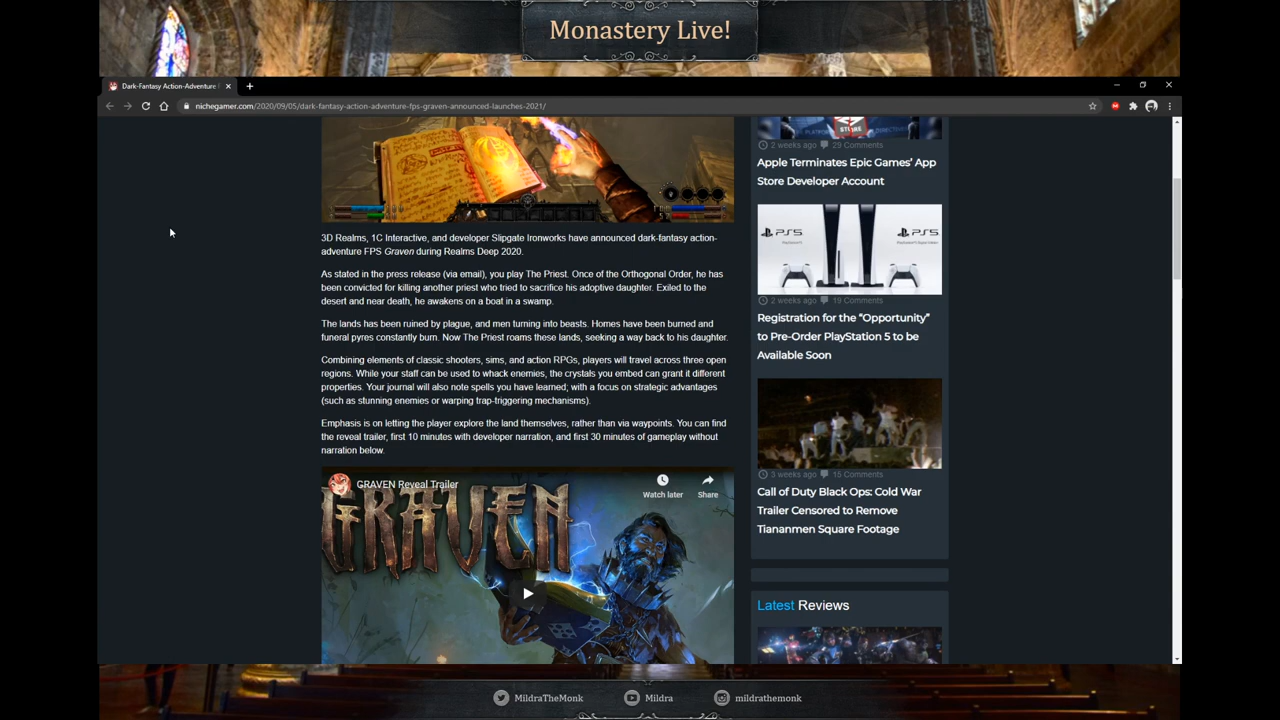 Monastery Live!
Dark-Fantasy Action-Adventure
nichegamer.com/2020/09/05/dark-fantasy-action-adventure-fps-graven-announced-launches-2021/
3D Realms, 1C Interactive, and developer Slipgate Ironworks have announced dark-fantasy action-
adventure FPS Graven during Realms Deep 2020.
As stated in the press release (via email), you play The Priest. Once of the Orthogonal Order, he has
been convicted for killing another priest who tried to sacrifice his adoptive daughter. Exiled to the
desert and near death, he awakens on a boat in a swamp.
The lands has been ruined by plague, and men turning into beasts. Homes have been burned and
funeral pyres constantly burn. Now The Priest roams these lands, seeking a way back to his daughter.
Combining elements of classic shooters, sims, and action RPGs, players will travel across three open
regions. While your staff can be used to whack enemies, the crystals you embed can grant it different
properties. Your journal will also note spells you have learned; with a focus on strategic advantages
(such as stunning enemies or warping trap-triggering mechanisms).
Emphasis is on letting the player explore the land themselves, rather than via waypoints. You can find
the reveal trailer, first 10 minutes with developer narration, and first 30 minutes of gameplay without
narration below.
GRAVEN Reveal Trailer
Watch later
Share
GRAVEN
STORE
2 weeks ago 29 Comments
Apple Terminates Epic Games' App
Store Developer Account
PS5
PS5
2 weeks ago 19 Comments
Registration for the “Opportunity”
to Pre-Order PlayStation 5 to be
Available Soon
3 weeks ago 15 Comments
Call of Duty Black Ops: Cold War
Trailer Censored to Remove
Tiananmen Square Footage
Latest Reviews
MildraTheMonk
Mildra
mildrathemonk